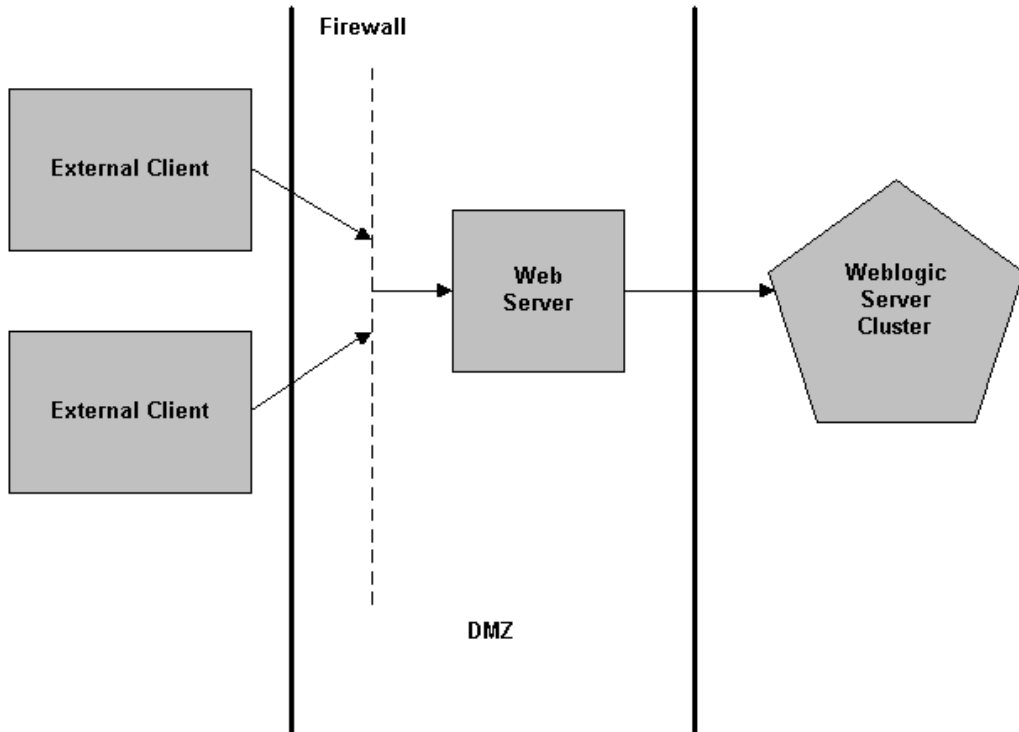 Firewall
External Client
Web
Server
Weblogic
Server
Cluster
External Client
DMZ